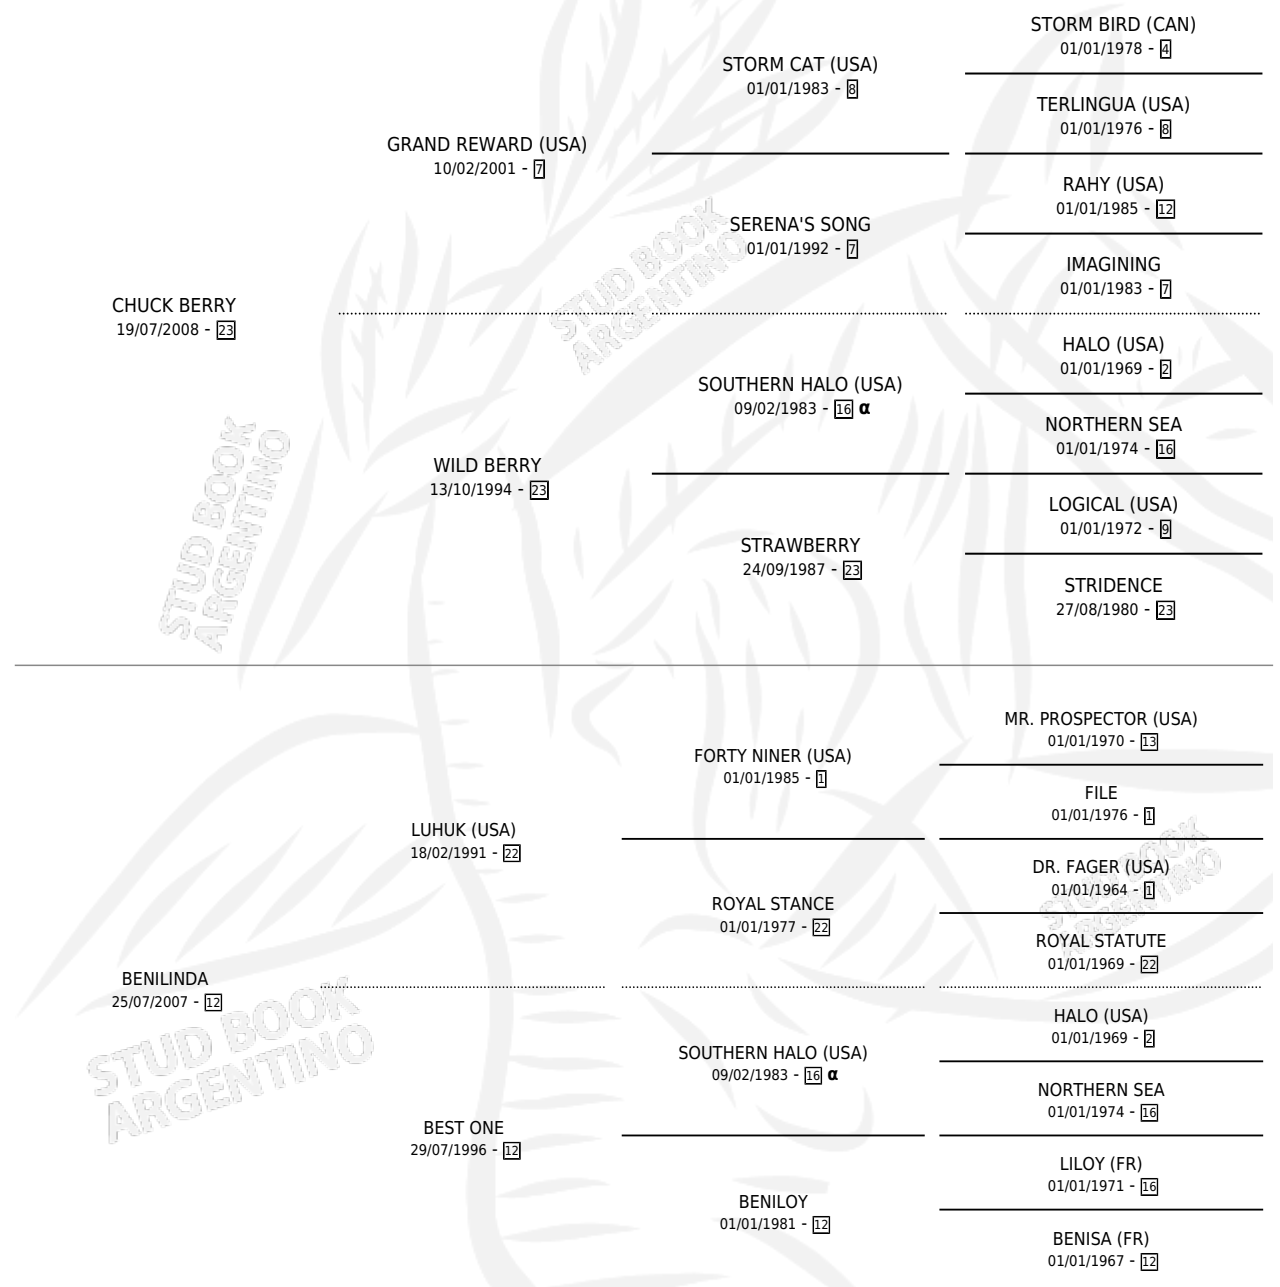 STORM BIRD (CAN)
01/01/1978 - 4
STORM CAT (USA)
01/01/1983 - 8
TERLINGUA (USA)
01/01/1976 - 8
GRAND REWARD (USA)
10/02/2001 - 7
RAHY (USA)
01/01/1985 - 12
SERENA'S SONG
01/01/1992 - 7
IMAGINING
01/01/1983 - 7
CHUCK BERRY
19/07/2008 - 23
HALO (USA)
01/01/1969 - 2
SOUTHERN HALO (USA)
09/02/1983 - 16 α
NORTHERN SEA
01/01/1974 - 16
WILD BERRY
13/10/1994 - 23
LOGICAL (USA)
01/01/1972 - 9
STRAWBERRY
24/09/1987 - 23
STRIDENCE
27/08/1980 - 23
MR. PROSPECTOR (USA)
01/01/1970 - 13
FORTY NINER (USA)
01/01/1985 - 1
FILE
01/01/1976 - 1
LUHUK (USA)
18/02/1991 - 22
DR. FAGER (USA)
01/01/1964 - 1
ROYAL STANCE
01/01/1977 - 22
ROYAL STATUTE
01/01/1969 - 22
BENILINDA
25/07/2007 - 12
HALO (USA)
01/01/1969 - 2
SOUTHERN HALO (USA)
09/02/1983 - 16 α
NORTHERN SEA
01/01/1974 - 16
BEST ONE
29/07/1996 - 12
LILOY (FR)
01/01/1971 - 16
BENILOY
01/01/1981 - 12
BENISA (FR)
01/01/1967 - 12
STUD BOOK
ARGENTINO
STUD BOOK
ARGENTINO
STUD BOOK
ARGENTINO
STUD BOOK
ARGENTINO